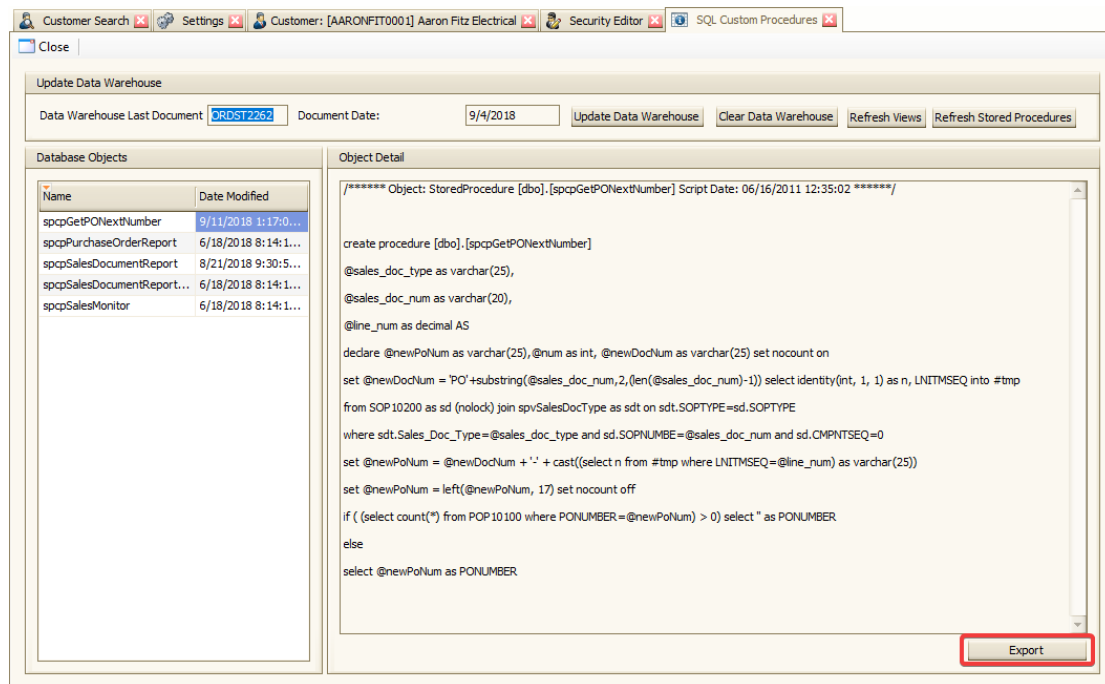 Customer Search
Settings
Customer: [AARONFIT0001] Aaron Fitz Electrical
Security Editor
SQL Custom Procedures
Close
Update Data Warehouse
Data Warehouse Last Document ORDST2262 Document Date: 9/4/2018 Update Data Warehouse Clear Data Warehouse Refresh Views Refresh Stored Procedures
Database Objects
Name Date Modified
spcpGetPONextNumber 9/11/2018 1:17:0...
spcpPurchaseOrderReport 6/18/2018 8:14:1...
spcpSalesDocumentReport 8/21/2018 9:30:5...
spcpSalesDocumentReport... 6/18/2018 8:14:1...
spcpSalesMonitor 6/18/2018 8:14:1...
Object Detail
/****** Object: StoredProcedure [dbo].[spcpGetPONextNumber] Script Date: 06/16/2011 12:35:02 ******/
create procedure [dbo].[spcpGetPONextNumber]
@sales_doc_type as varchar(25),
@sales_doc_num as varchar(20),
@line_num as decimal AS
declare @newPoNum as varchar(25),@num as int, @newDocNum as varchar(25) set nocount on
set @newDocNum = 'PO'+substring(@sales_doc_num,2,(len(@sales_doc_num)-1)) select identity(int, 1, 1) as n, LNITMSEQ into #tmp
from SOP10200 as sd (nolock) join spvSalesDocType as sdt on sdt.SOPTYPE=sd.SOPTYPE
where sdt.Sales_Doc_Type=@sales_doc_type and sd.SOPNUMBE=@sales_doc_num and sd.CMPNTSEQ=0
set @newPoNum = @newDocNum + '-' + cast((select n from #tmp where LNITMSEQ=@line_num) as varchar(25))
set @newPoNum = left(@newPoNum, 17) set nocount off
if ( (select count(*) from POP10100 where PONUMBER=@newPoNum) > 0) select '' as PONUMBER
else
select @newPoNum as PONUMBER
Export